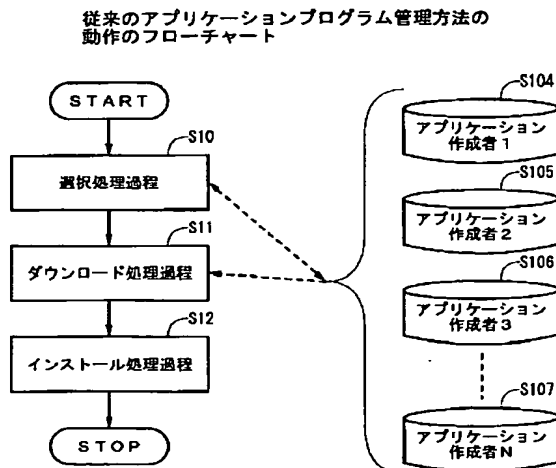 従来のアプリケーションプログラム管理方法の
動作のフローチャート
START
S10
選択処理過程
S11
ダウンロード処理過程
S12
インストール処理過程
STOP
S104
アプリケーション
作成者1
S105
アプリケーション
作成者2
S106
アプリケーション
作成者3
S107
アプリケーション
作成者N